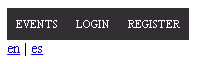 EVENTS LOGIN REGISTER
en | es